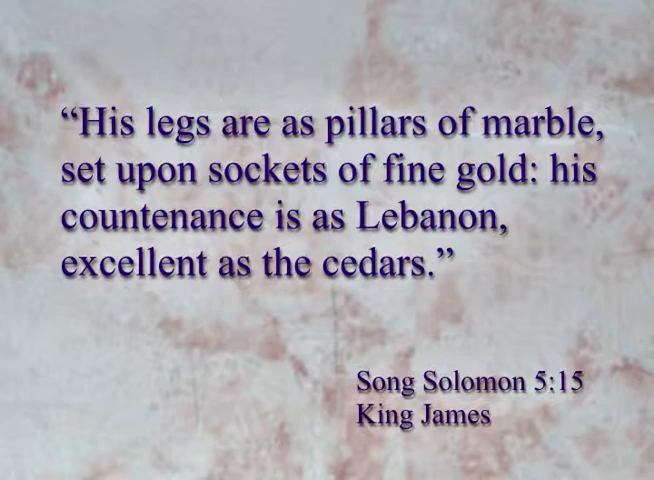 “His legs are as pillars of marble,
set upon sockets of fine gold: his
countenance is as Lebanon,
excellent as the cedars.”
Song Solomon 5:15
King James